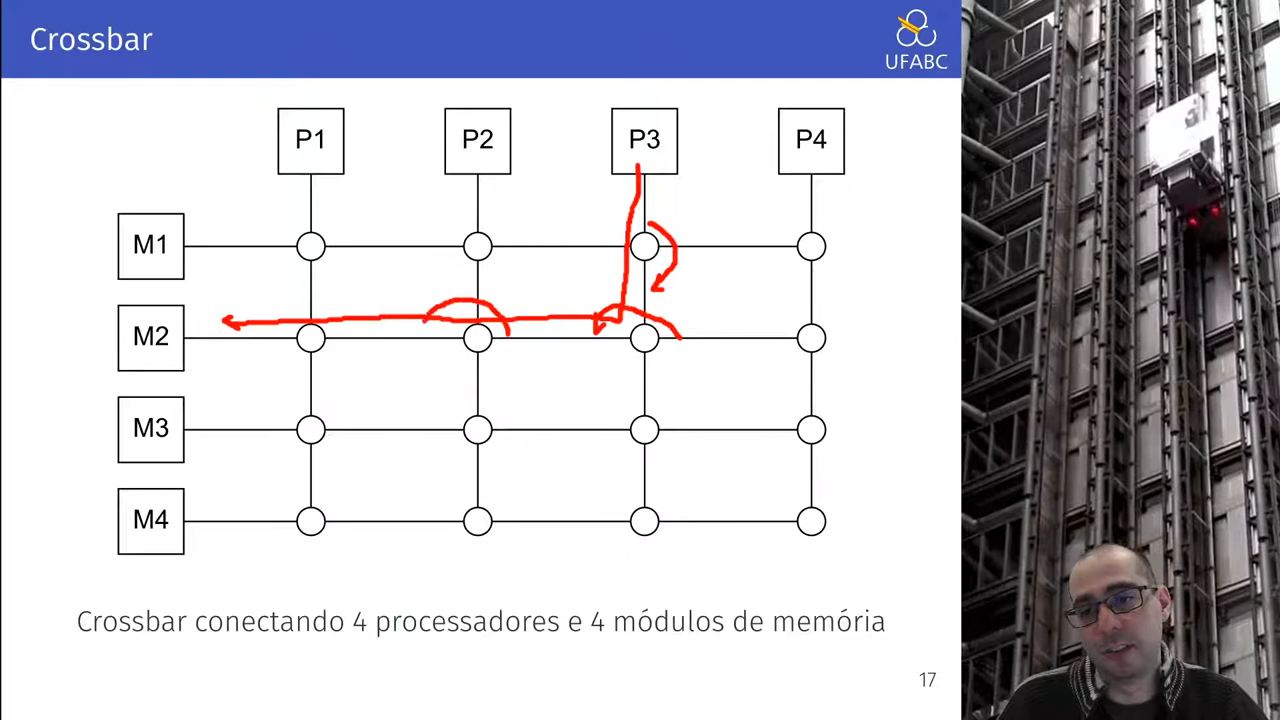 Crossbar
UFABC
P1 P2 P3 P4
M1
M2
M3
M4
Crossbar conectando 4 processadores e 4 módulos de memória
17